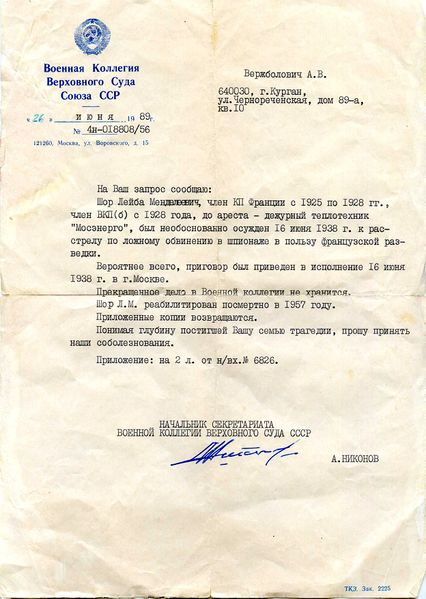 Военная Коллегия
Верховного Суда
Союза ССР
« 26 » июня 1989 г.
№ 4н-018808/56
121260, Москва, ул. Воровского, д. 15
Вержболович А.В.
640030, г.Курган,
ул.Чернореченская, дом 89-а,
кв.10
На Ваш запрос сообщаю:
Шор Лейба Менделевич, член КП Франции с 1925 по 1928 гг.,
член ВКП(б) с 1928 года, до ареста - дежурный теплотехник
"Мосэнерго", был необоснованно осужден 16 июня 1938 г. к рас-
стрелу по ложному обвинению в шпионаже в пользу французской раз-
ведки.
Вероятнее всего, приговор был приведен в исполнение 16 июня
1938 г. в г.Москве.
Прекращенное дело в Военной коллегии не хранится.
Шор Л.М. реабилитирован посмертно в 1957 году.
Приложенные копии возвращаются.
Понимая глубину постигшей Вашу семью трагедии, прошу принять
наши соболезнования.
Приложение: на 2 л. от н/вх.№ 6826.
НАЧАЛЬНИК СЕКРЕТАРИАТА
ВОЕННОЙ КОЛЛЕГИИ ВЕРХОВНОГО СУДА СССР
А.НИКОНОВ
ТКЗ. Зак. 2225